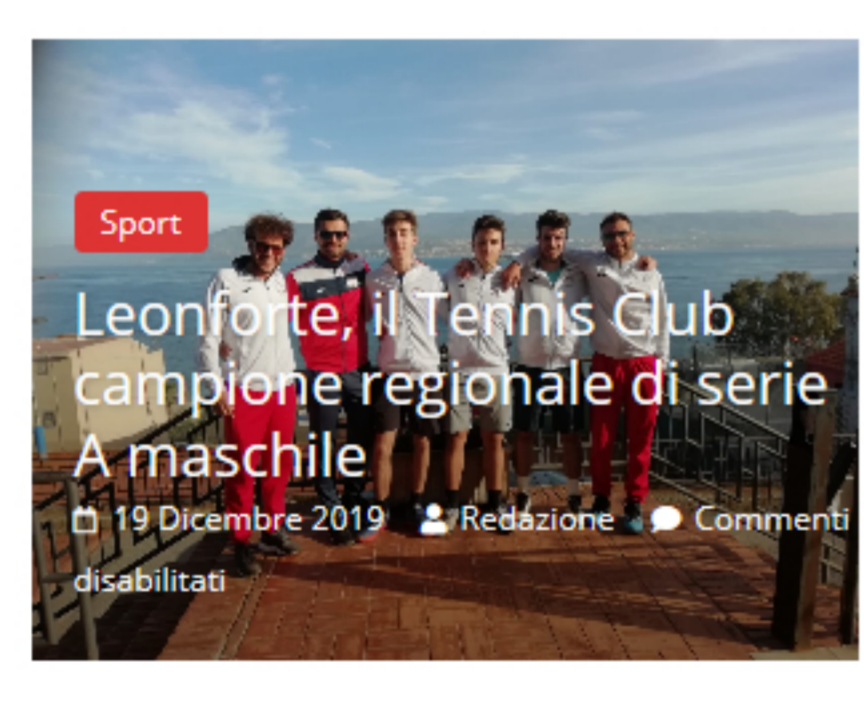 Sport
Leonforte, il Tennis Club
campione regionale di serie
A maschile
19 Dicembre 2019 Redazione Commenti
disabilitati